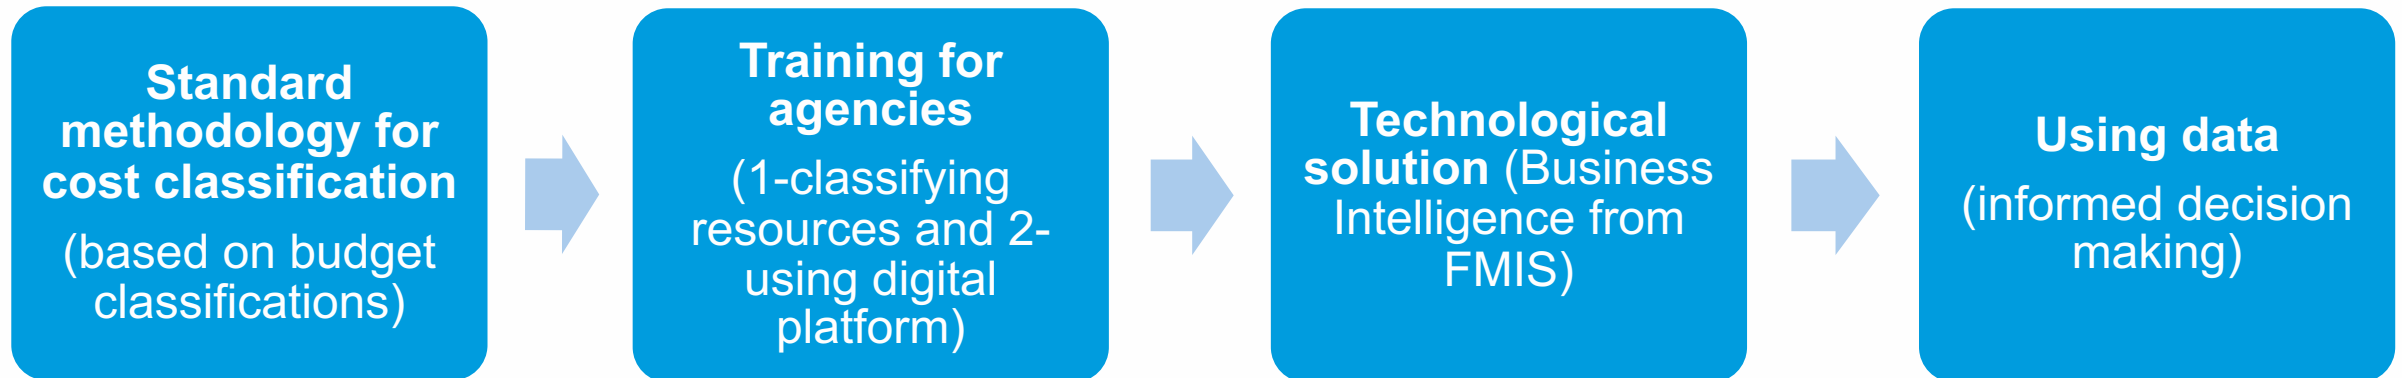 Standard
methodology for
cost classification
(based on budget
classifications)
Training for
agencies
(1-classifying
resources and 2-
using digital
platform)
Technological
solution (Business
Intelligence from
FMIS)
Using data
(informed decision
making)